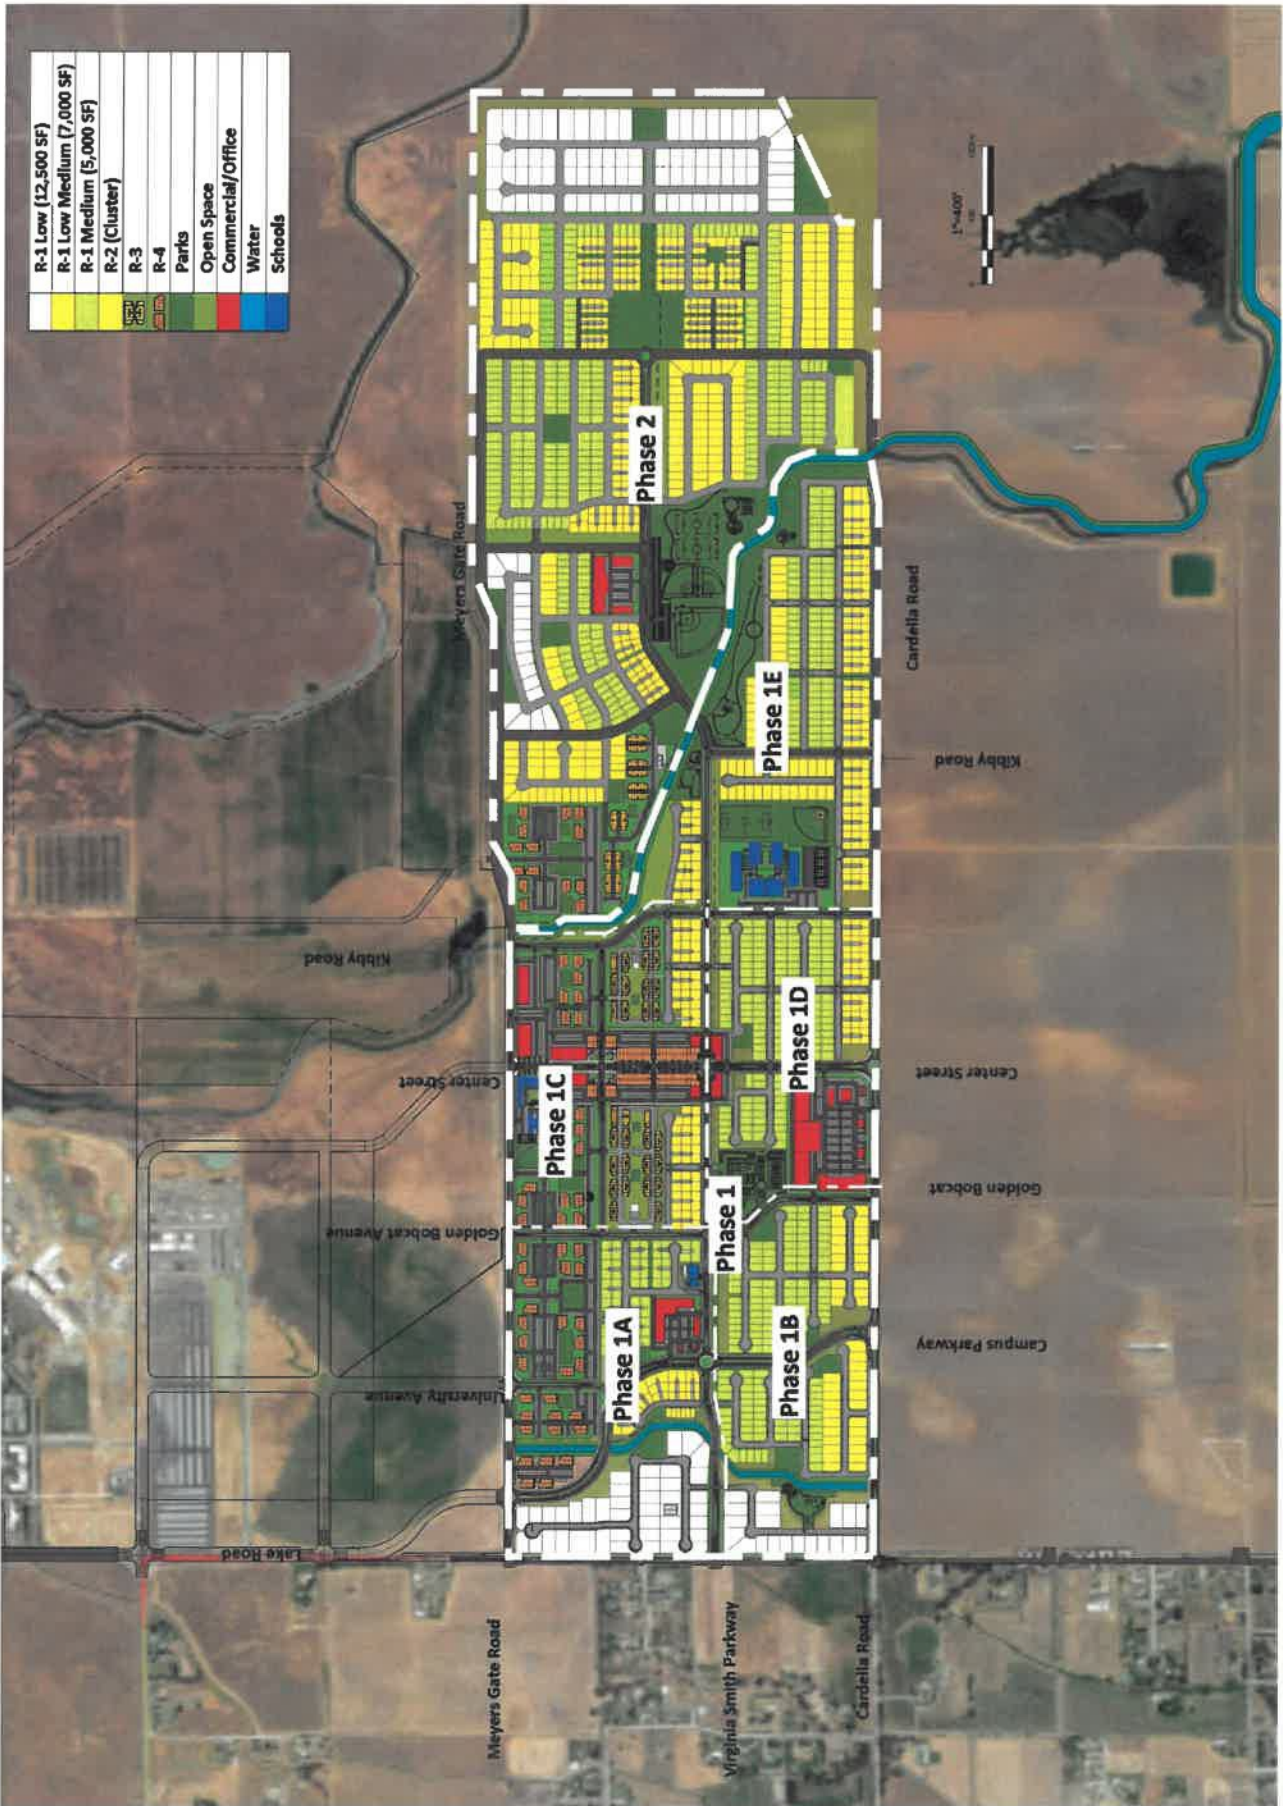 R-1 Low (12,500 SF)
R-1 Low Medium (7,000 SF)
R-1 Medium (5,000 SF)
R-2 (Cluster)
R-3
R-4
Parks
Open Space
Commercial/Office
Water
Schools
1"=400'
Meyers Gate Road
Phase 2
Cardella Road
Phase 1E
Kibby Road
Kibby Road
Center Street
Phase 1C
Phase 1D
Center Street
Golden Bobcat Avenue
Phase 1
Golden Bobcat
University Avenue
Phase 1A
Phase 1B
Campus Parkway
Lake Road
Meyers Gate Road
Virginia Smith Parkway
Cardella Road